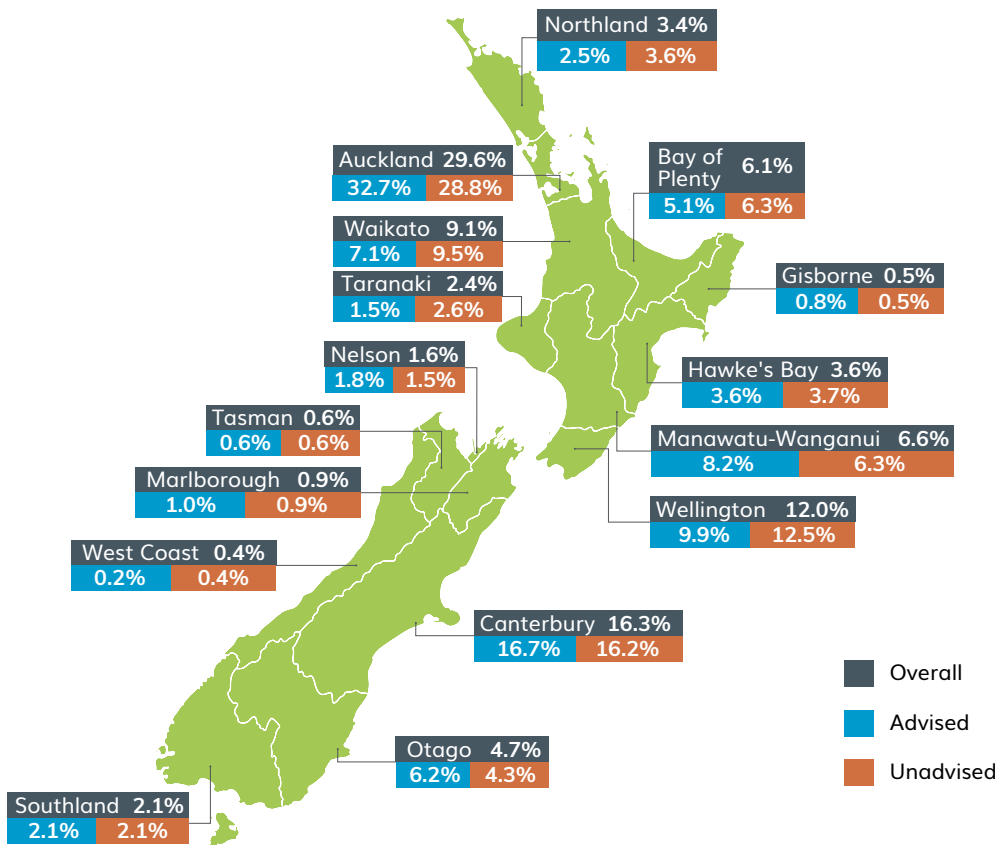 Northland 3.4%
2.5% 3.6%
Auckland 29.6%
32.7% 28.8%
Bay of
Plenty 6.1%
5.1% 6.3%
Waikato 9.1%
7.1% 9.5%
Taranaki 2.4%
1.5% 2.6%
Gisborne 0.5%
0.8% 0.5%
Nelson 1.6%
1.8% 1.5%
Hawke's Bay 3.6%
3.6% 3.7%
Tasman 0.6%
0.6% 0.6%
Manawatu-Wanganui 6.6%
8.2% 6.3%
Marlborough 0.9%
1.0% 0.9%
Wellington 12.0%
9.9% 12.5%
West Coast 0.4%
0.2% 0.4%
Canterbury 16.3%
16.7% 16.2%
Otago 4.7%
6.2% 4.3%
Southland 2.1%
2.1% 2.1%
Overall
Advised
Unadvised